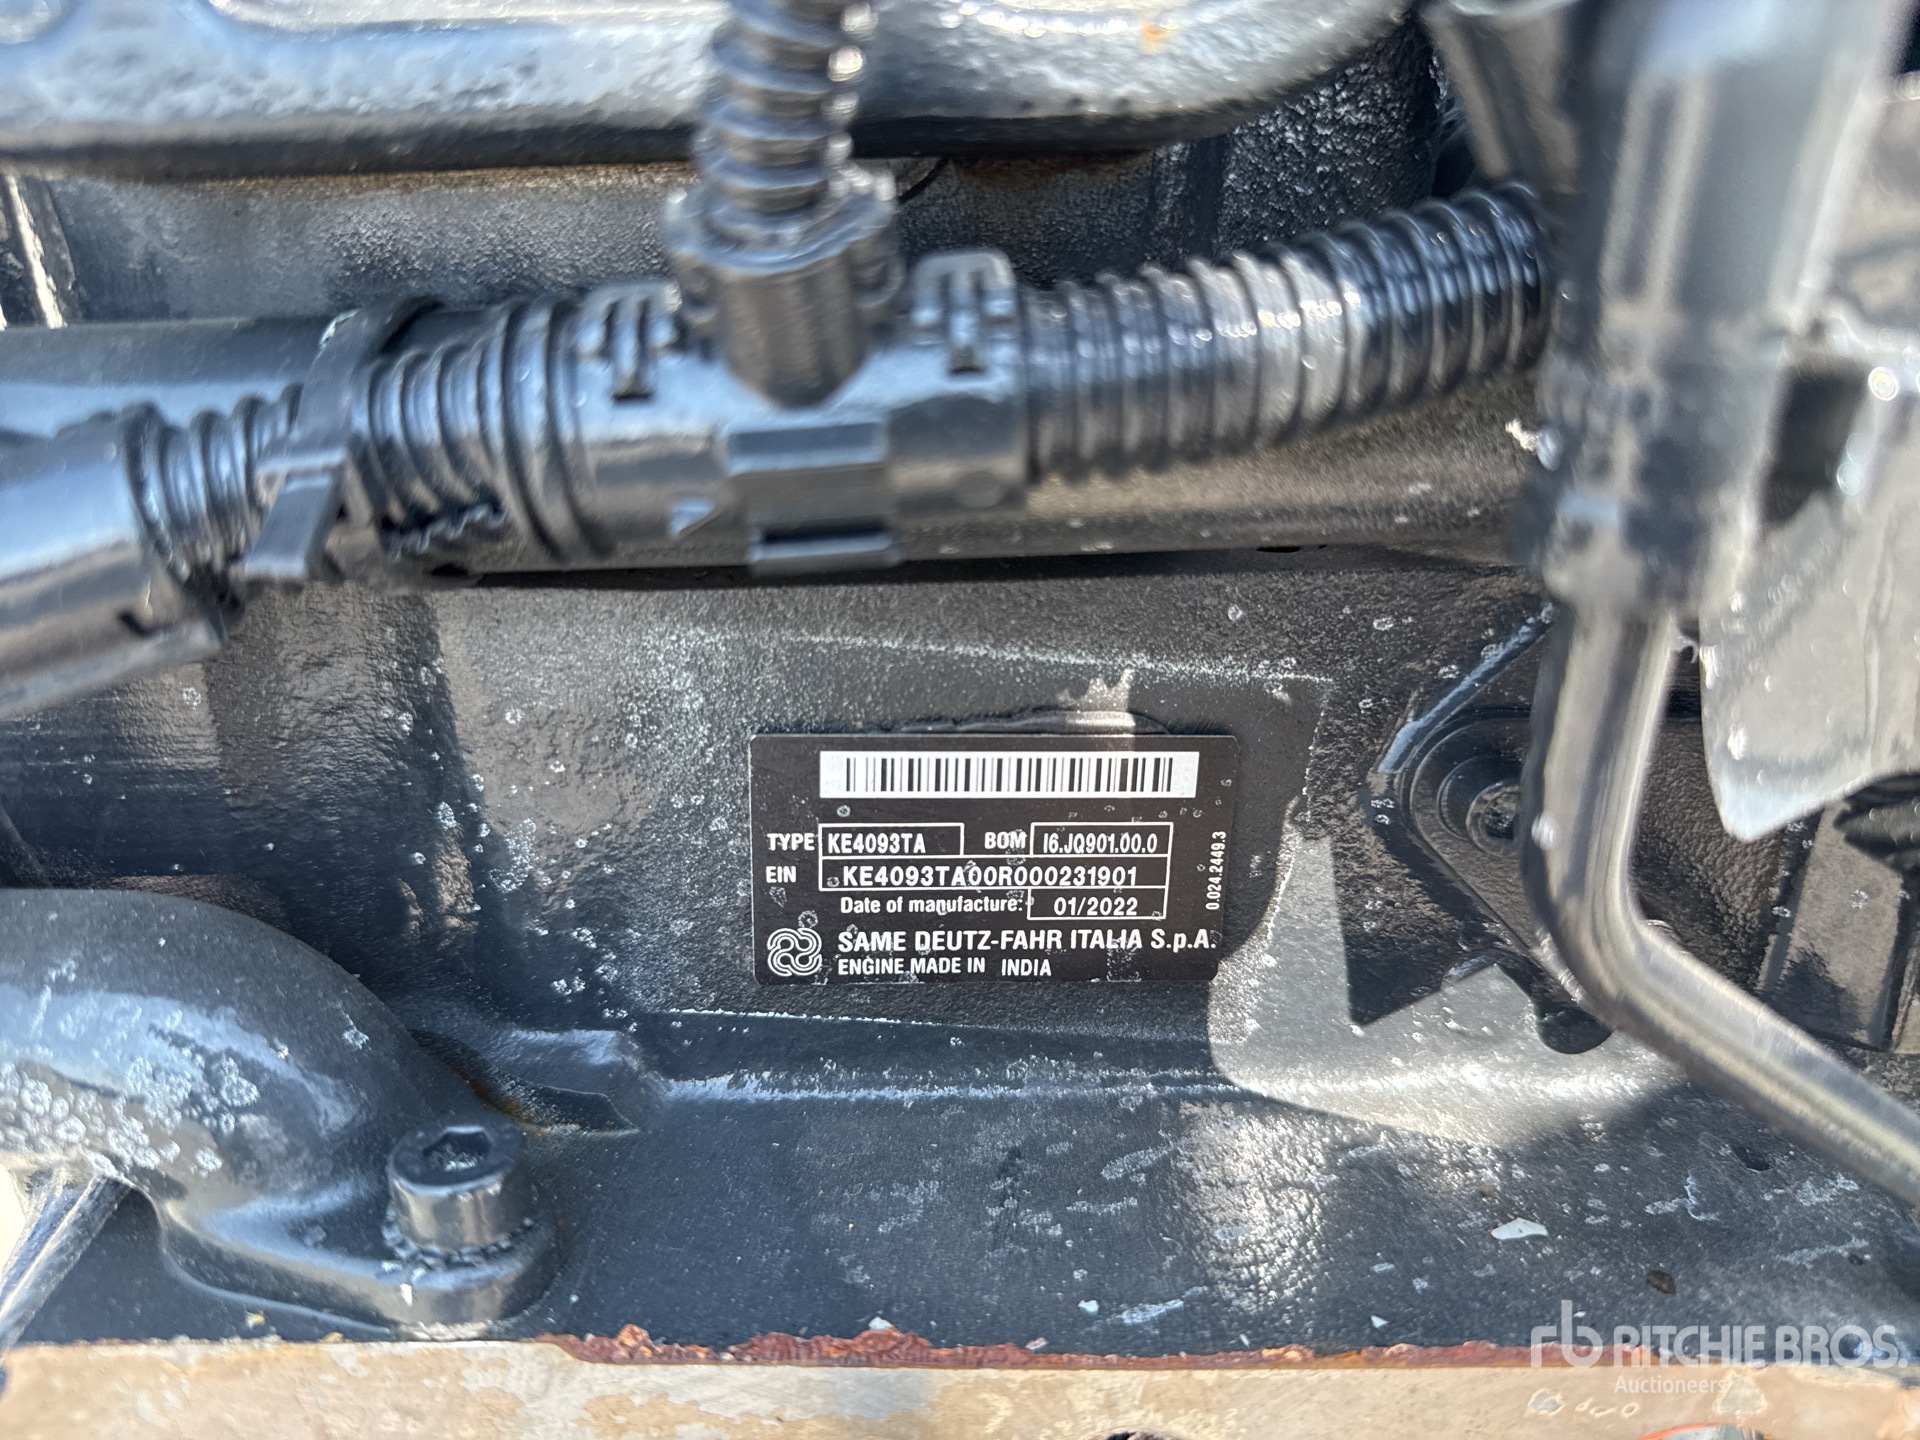 TYPE KE4093TA BOM I6.JQ901.00.0
EIN KE4093TA00R000231901
Date of manufacture: 01/2022
SAME DEUTZ-FAHR ITALIA S.p.A.
ENGINE MADE IN INDIA
0.024.2449.3
rb RITCHIE BROS.
Auctioneers